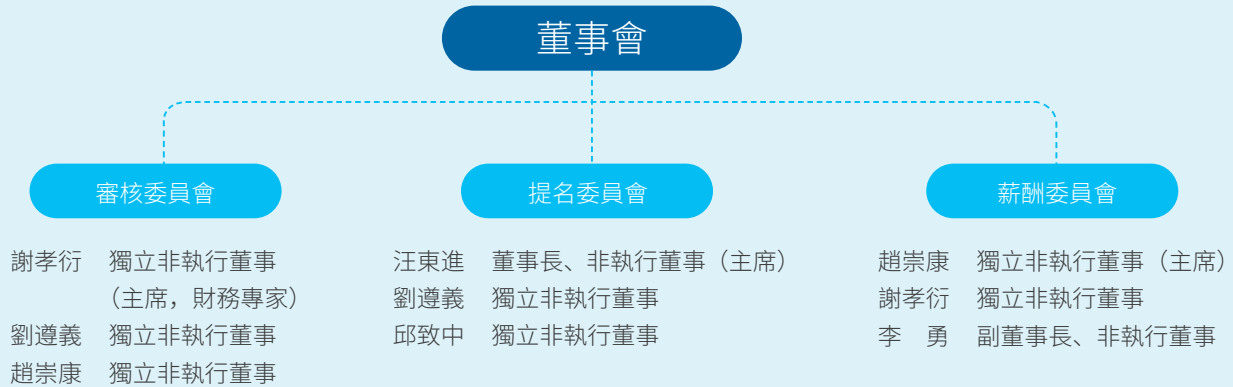 董事會
審核委員會
謝孝衍 獨立非執行董事
（主席，財務專家）
劉遵義 獨立非執行董事
趙崇康 獨立非執行董事
提名委員會
汪東進 董事長、非執行董事（主席）
劉遵義 獨立非執行董事
邱致中 獨立非執行董事
薪酬委員會
趙崇康 獨立非執行董事（主席）
謝孝衍 獨立非執行董事
李　勇 副董事長、非執行董事